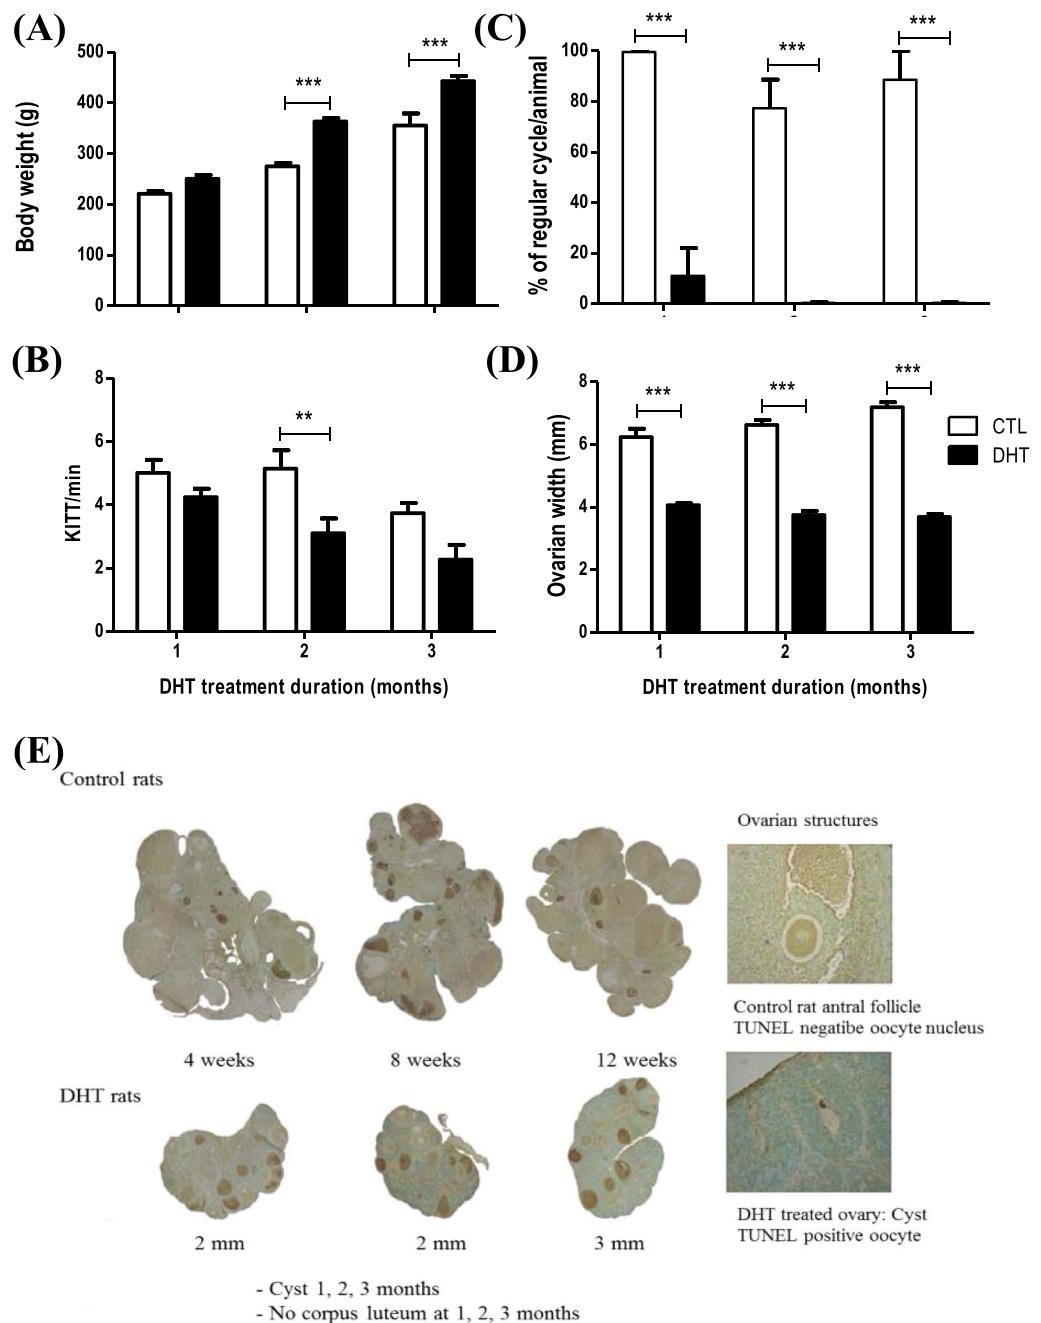 (A)
Body weight (g)
500
400
300
200
100
0
***
***
(C)
% of regular cycle/animal
100
80
60
40
20
0
***
***
***
(B)
KITT/min
8
6
4
2
0
**
1
2
3
DHT treatment duration (months)
(D)
Ovarian width (mm)
8
6
4
2
0
***
***
***
1
2
3
DHT treatment duration (months)
CTL
DHT
(E)
Control rats
Ovarian structures
Control rat antral follicle
TUNEL negatibe oocyte nucleus
4 weeks
8 weeks
12 weeks
DHT rats
DHT treated ovary: Cyst
TUNEL positive oocyte
2 mm
2 mm
3 mm
- Cyst 1, 2, 3 months
- No corpus luteum at 1, 2, 3 months